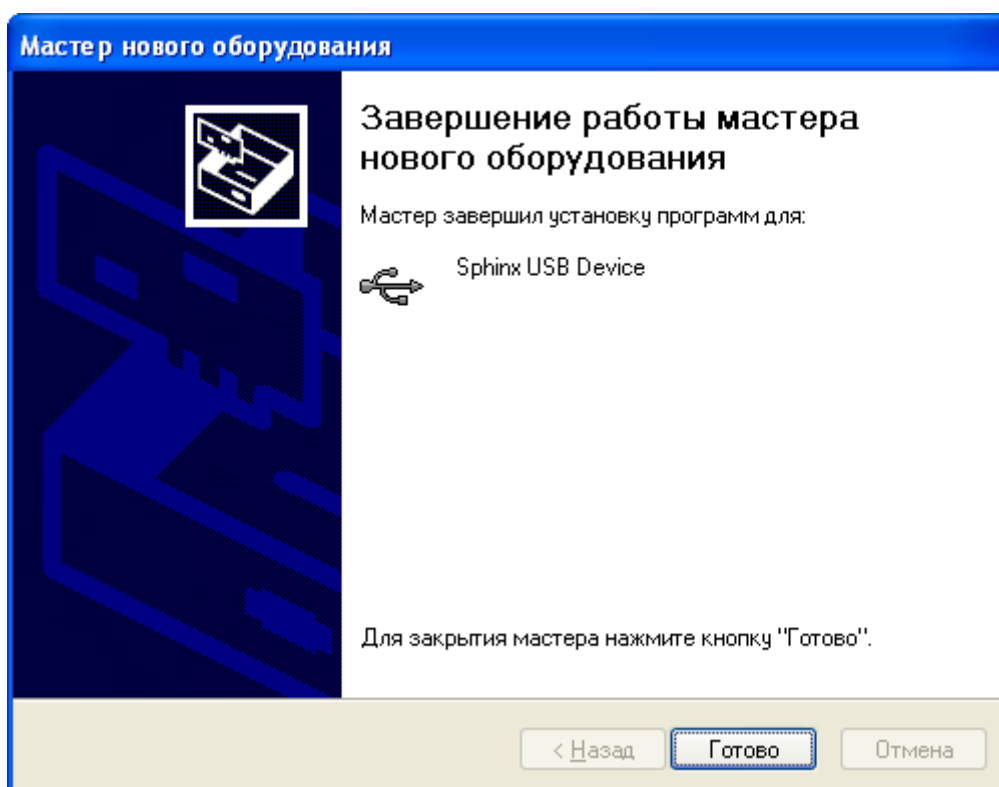 Мастер нового оборудования
Завершение работы мастера
нового оборудования
Мастер завершил установку программ для:
Sphinx USB Device
Для закрытия мастера нажмите кнопку "Готово".
< Назад
Готово
Отмена